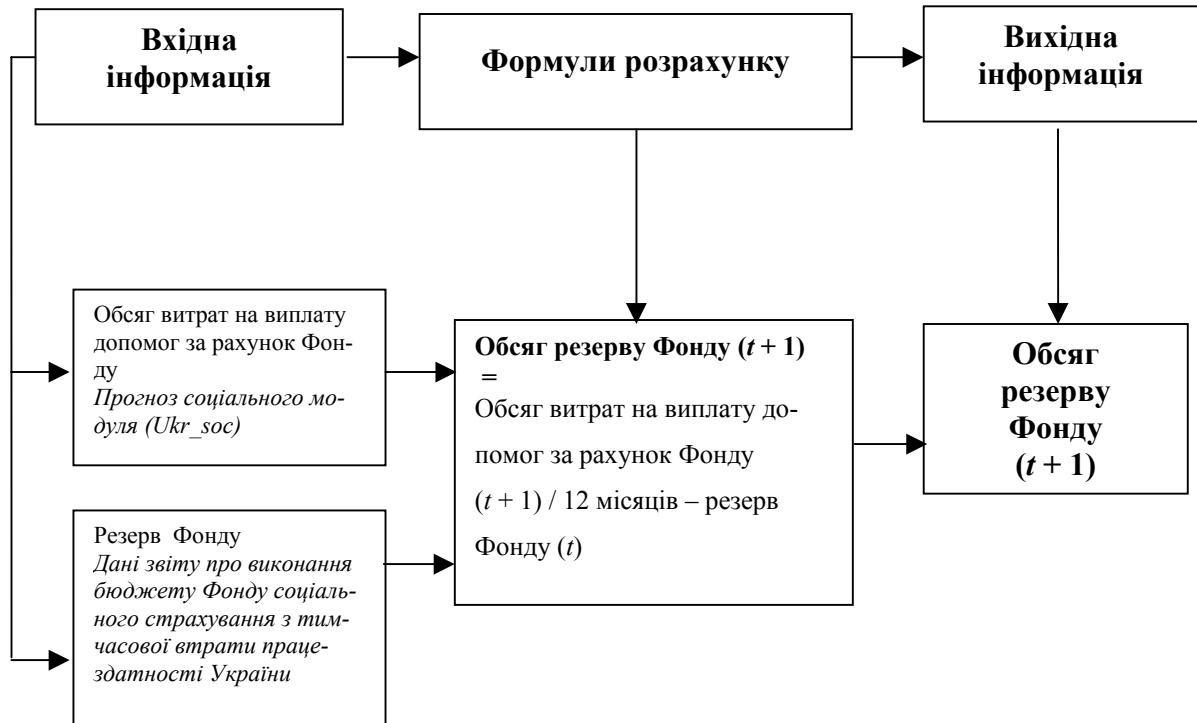 Вхідна
інформація
Формули розрахунку
Вихідна
інформація
Обсяг витрат на виплату
допомог за рахунок Фон-
ду
Прогноз соціального мо-
дуля (Ukr_soc)
Резерв Фонду
Дані звіту про виконання
бюджету Фонду соціаль-
ного страхування з тим-
часової втрати праце-
здатності України
Обсяг резерву Фонду (t + 1)
=
Обсяг витрат на виплату до-
помог за рахунок Фонду
(t + 1) / 12 місяців – резерв
Фонду (t)
Обсяг
резерву
Фонду
(t + 1)